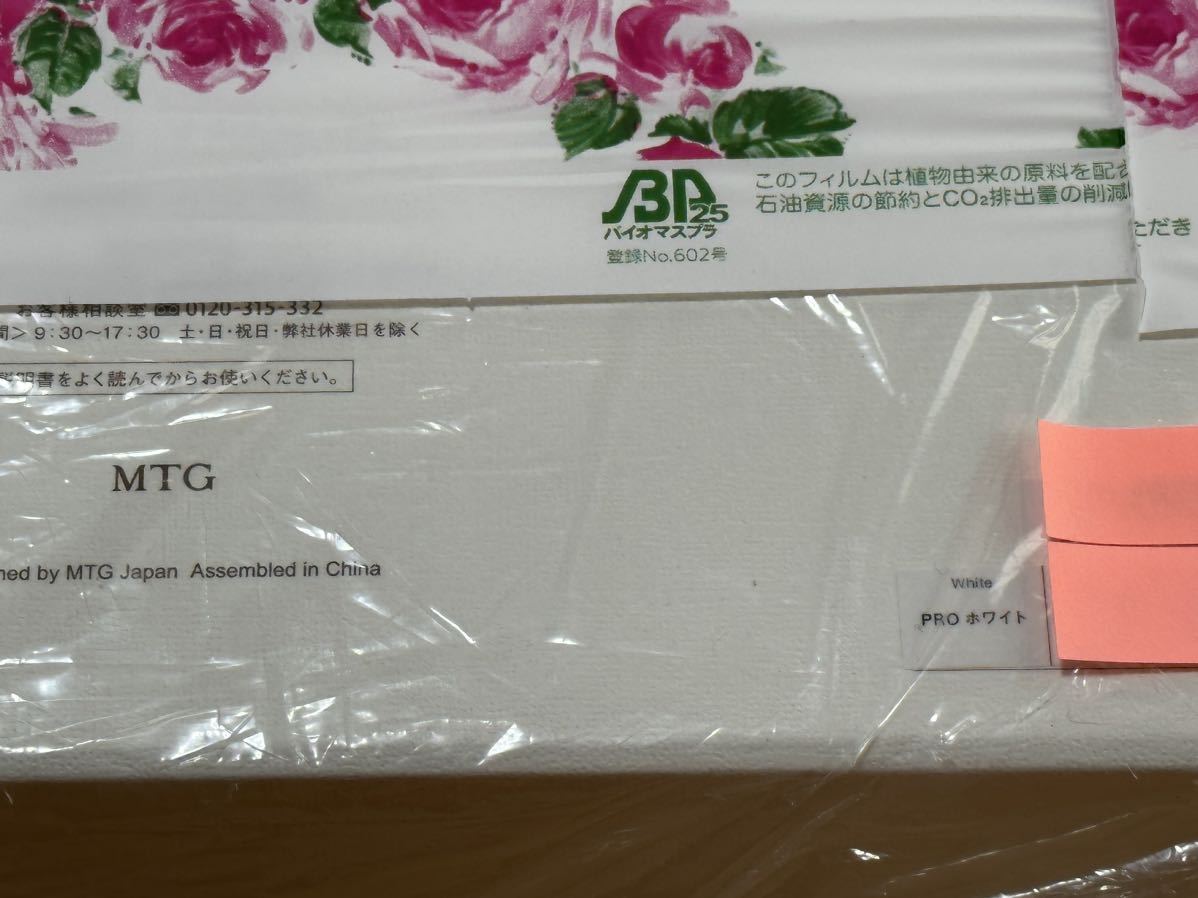 このフィルムは植物由来の原料を配
石油資源の節約とCO₂排出量の削減
BP25
バイオマスプラ
登録No.602号
ただき
お客様相談室 0120-315-332
間> 9:30～17:30 土・日・祝日・弊社休業日を除く
説明書をよく読んでからお使いください。
MTG
ned by MTG Japan Assembled in China
White
PRO ホワイト